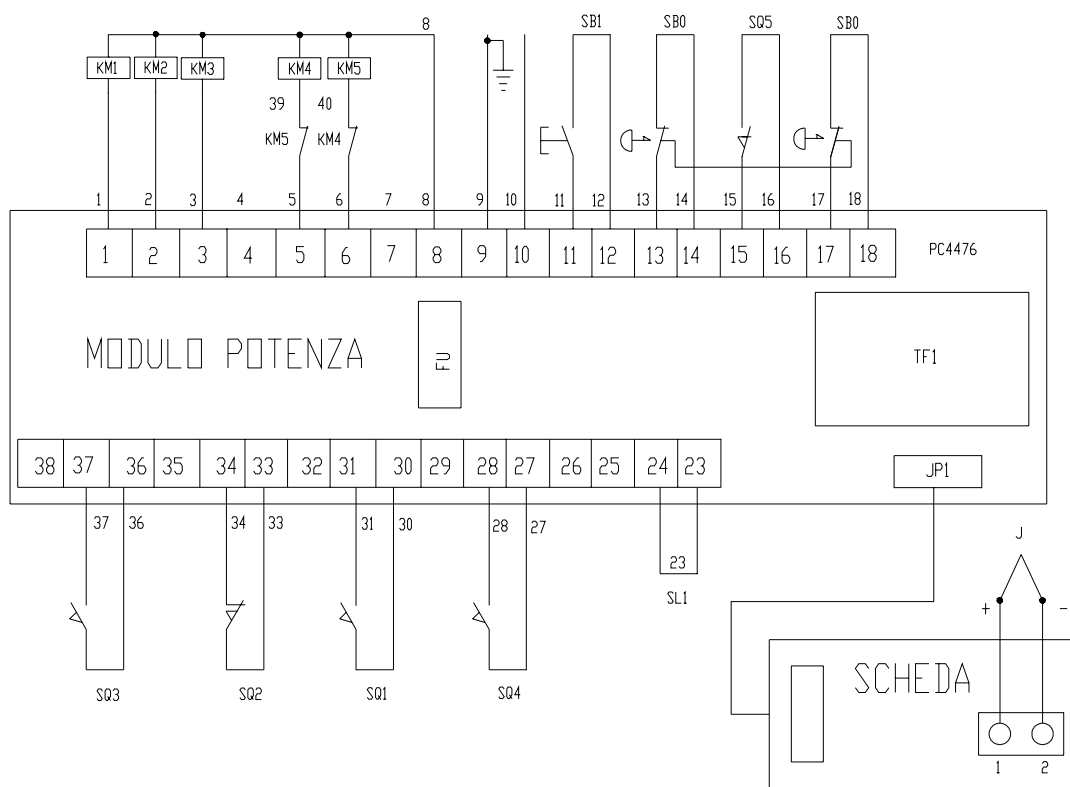 8 SB1 SB0 SQ5 SB0
KM1 KM2 KM3 KM4 KM5
39 40
KM5 KM4
1 2 3 4 5 6 7 8 9 10 11 12 13 14 15 16 17 18
1 2 3 4 5 6 7 8 9 10 11 12 13 14 15 16 17 18
PC4476
MODULO POTENZA
FU
TF1
38 37 36 35 34 33 32 31 30 29 28 27 26 25 24 23
JP1
37 36 34 33 31 30 28 27
J
23
SL1
+ -
SQ3 SQ2 SQ1 SQ4
SCHEDA
1 2